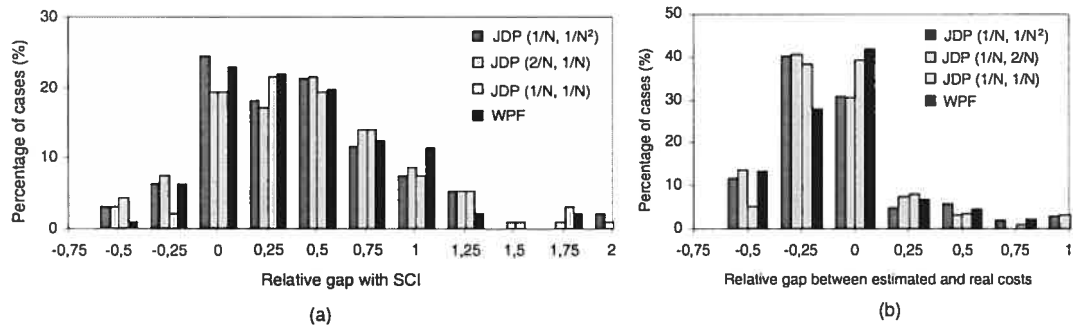 30
20
10
0
Percentage of cases (%)
JDP (1/N, 1/N²)
JDP (2/N, 1/N)
JDP (1/N, 1/N)
WPF
-0,75 -0,5 -0,25 0 0,25 0,5 0,75 1 1,25 1,5 1,75 2
Relative gap with SCI
(a)
50
40
30
20
10
0
Percentage of cases (%)
JDP (1/N, 1/N²)
JDP (1/N, 2/N)
JDP (1/N, 1/N)
WPF
-0,75 -0,5 -0,25 0 0,25 0,5 0,75 1
Relative gap between estimated and real costs
(b)